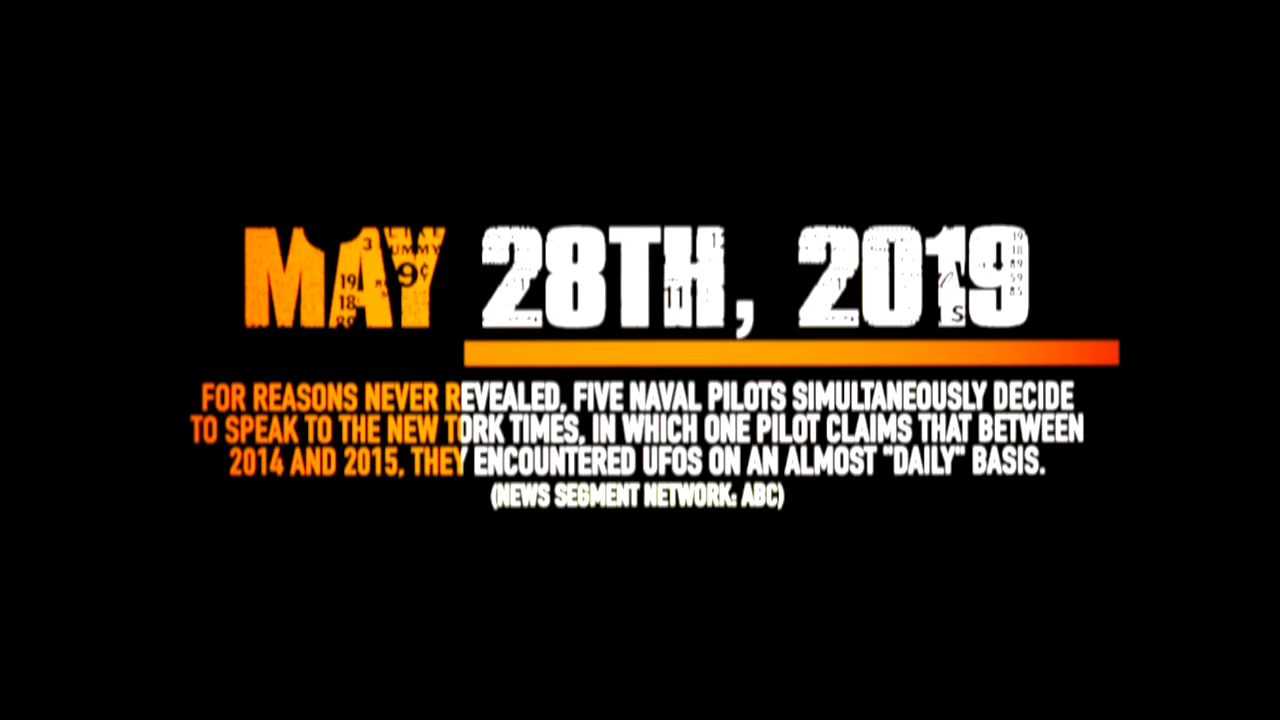 MAY 28TH, 2019
FOR REASONS NEVER REVEALED, FIVE NAVAL PILOTS SIMULTANEOUSLY DECIDE
TO SPEAK TO THE NEW YORK TIMES, IN WHICH ONE PILOT CLAIMS THAT BETWEEN
2014 AND 2015, THEY ENCOUNTERED UFOS ON AN ALMOST "DAILY" BASIS.
(NEWS SEGMENT NETWORK: ABC)